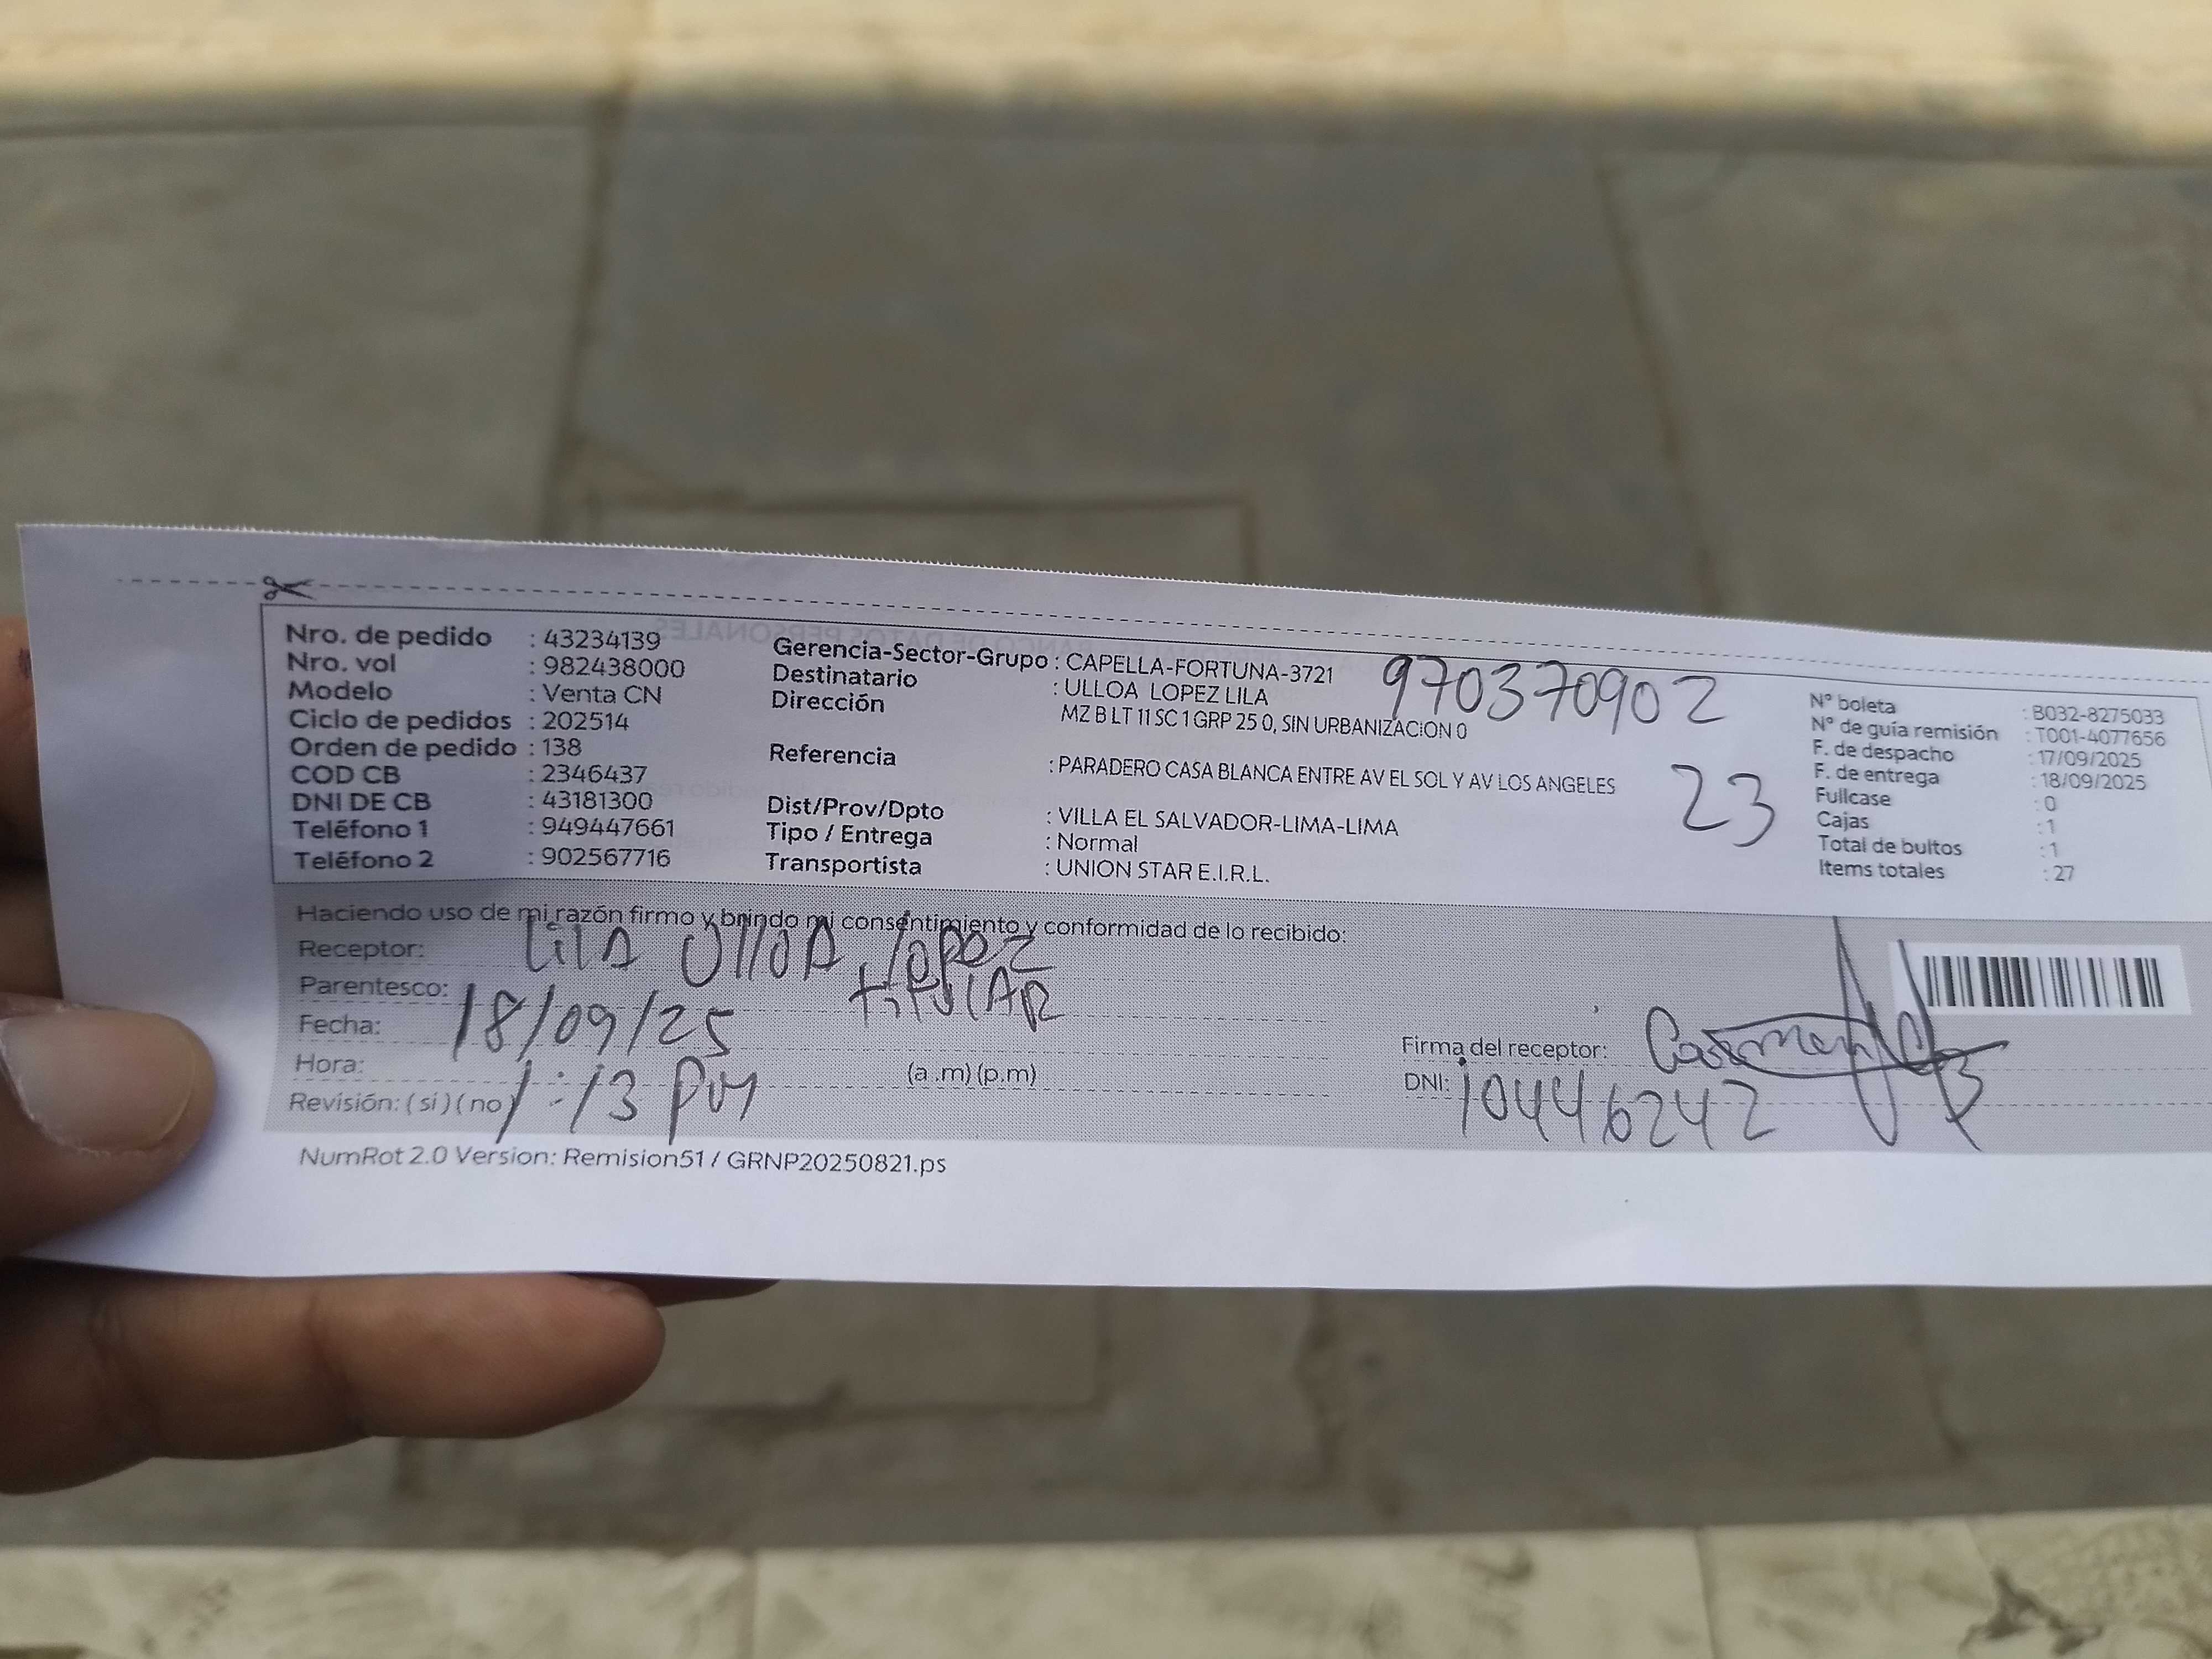 Nro. de pedido : 43234139
Nro. vol : 982438000
Modelo : Venta CN
Ciclo de pedidos : 202514
Orden de pedido : 138
COD CB : 2346437
DNI DE CB : 43181300
Teléfono 1 : 949447661
Teléfono 2 : 902567716
Gerencia-Sector-Grupo : CAPELLA-FORTUNA-3721
Destinatario : ULLOA LOPEZ LILA
Dirección : MZ B LT 11 SC 1 GRP 25 0, SIN URBANIZACION 0
Referencia : PARADERO CASA BLANCA ENTRE AV EL SOL Y AV LOS ANGELES
Dist/Prov/Dpto : VILLA EL SALVADOR-LIMA-LIMA
Tipo / Entrega : Normal
Transportista : UNION STAR E.I.R.L.
970370902
23
N° boleta : B032-8275033
N° de guía remisión : T001-4077656
F. de despacho : 17/09/2025
F. de entrega : 18/09/2025
Fullcase : 0
Cajas : 1
Total de bultos : 1
Items totales : 27
Haciendo uso de mi razón firmo y brindo mi consentimiento y conformidad de lo recibido:
Receptor: LilA UllOA lopez
Parentesco: titulAR
Fecha: 18/09/25
Hora: 1:13 pm (a .m) (p.m)
Revisión: ( sí ) ( no )
Firma del receptor:
DNI: 10446242
NumRot 2.0 Version: Remision51 / GRNP20250821.ps